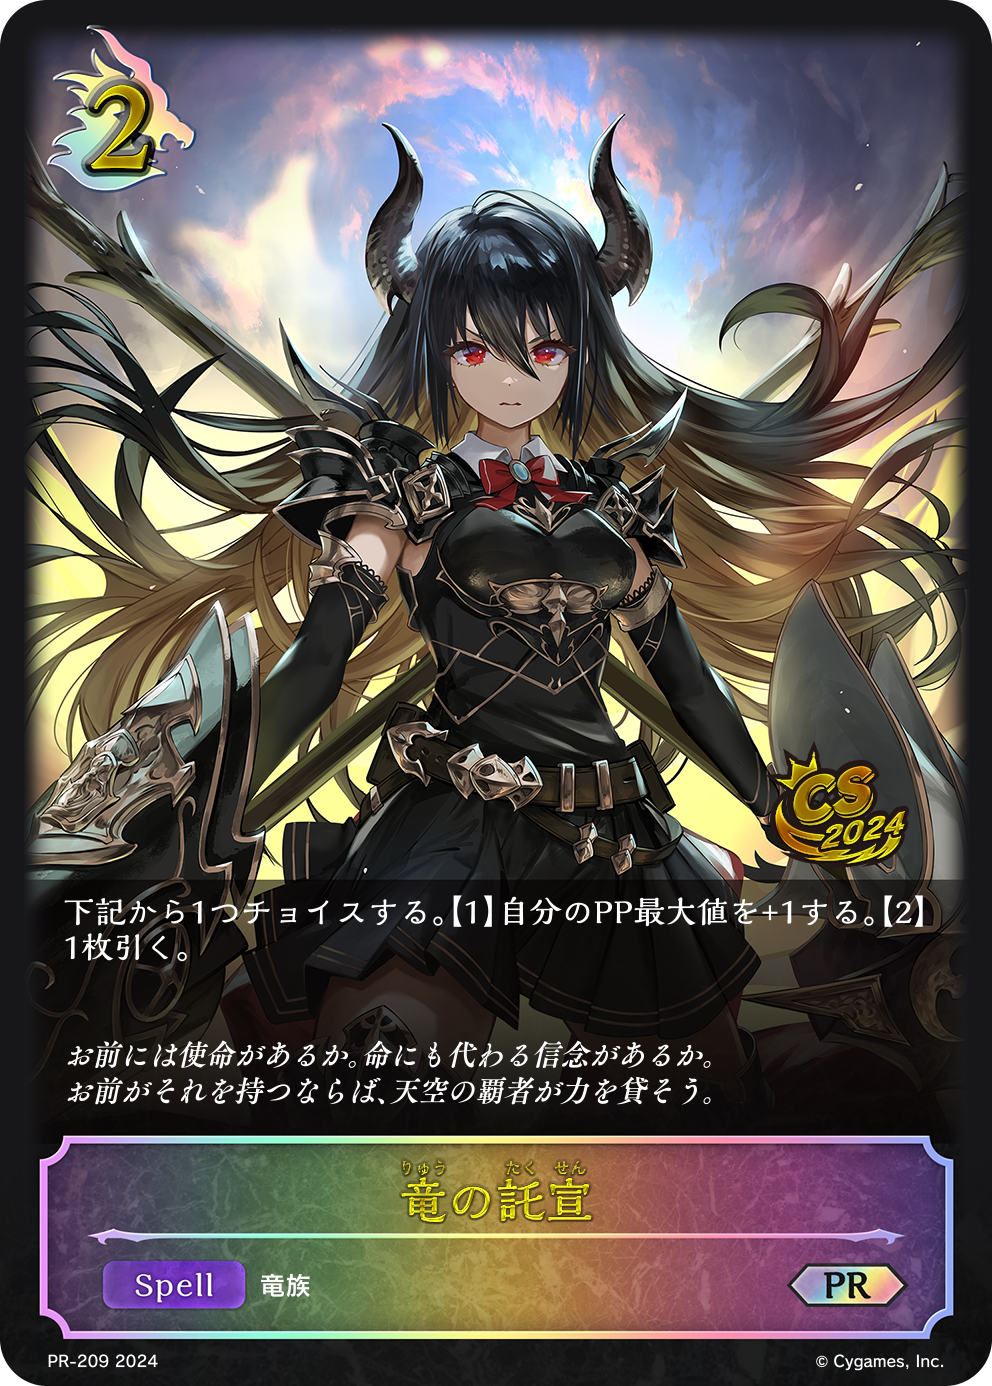 2
CS
2024
下記から1つチョイスする。【1】自分のPP最大値を+1する。【2】
1枚引く。
お前には使命があるか。命にも代わる信念があるか。
お前がそれを持つならば、天空の覇者が力を貸そう。
りゅう たく せん
竜の託宣
Spell 竜族 PR
PR-209 2024 © Cygames, Inc.